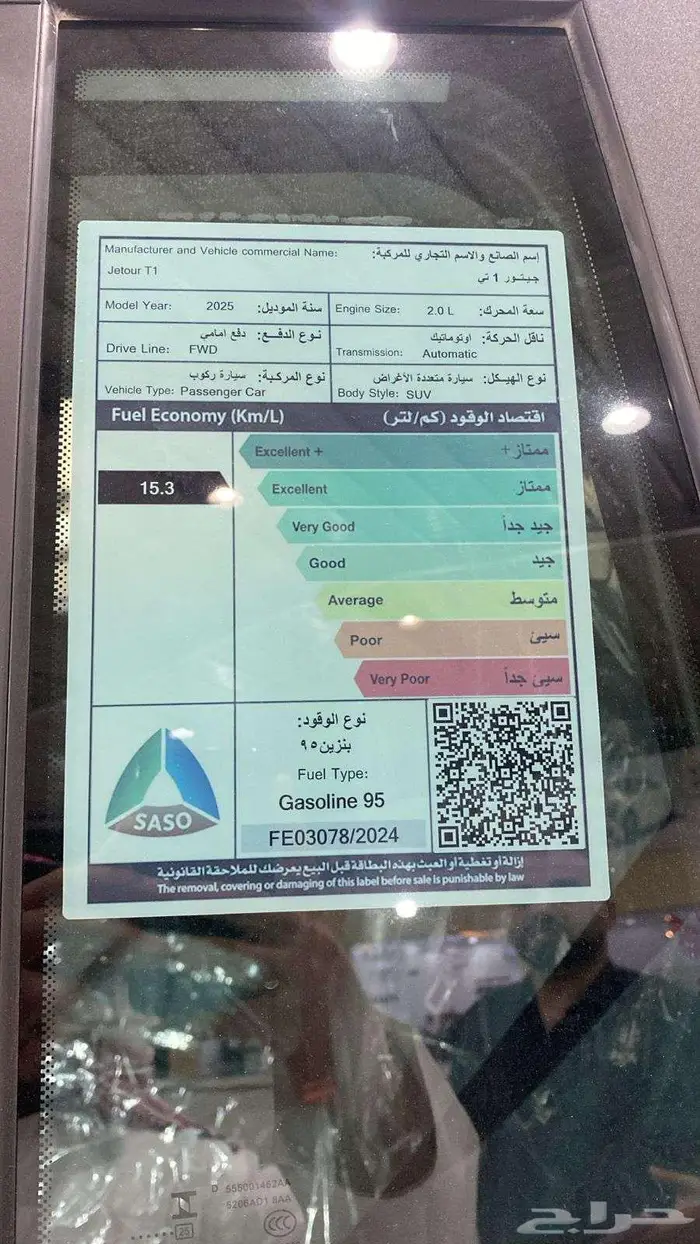 Manufacturer and Vehicle commercial Name: إسم الصانع والاسم التجاري للمركبة:
Jetour T1 جيتور 1 تي
Model Year: 2025 سنة الموديل:
Engine Size: 2.0 L سعة المحرك:
نوع الدفع: دفع امامي
Drive Line: FWD
ناقل الحركة: اوتوماتيك
Transmission: Automatic
نوع المركبة: سيارة ركوب
Vehicle Type: Passenger Car
نوع الهيكل: سيارة متعددة الأغراض
Body Style: SUV
Fuel Economy (Km/L) اقتصاد الوقود (كم/لتر)
Excellent + ممتاز+
15.3
Excellent ممتاز
Very Good جيد جداً
Good جيد
Average متوسط
Poor سيئ
Very Poor سيئ جداً
SASO
نوع الوقود:
بنزين ٩٥
Fuel Type:
Gasoline 95
FE03078/2024
إزالة أو تغطية أو العبث بهذه البطاقة قبل البيع يعرضك للملاحقة القانونية
The removal, covering or damaging of this label before sale is punishable by law
D 555001462AA
5206AD1 8AA
25
CCC
حراج